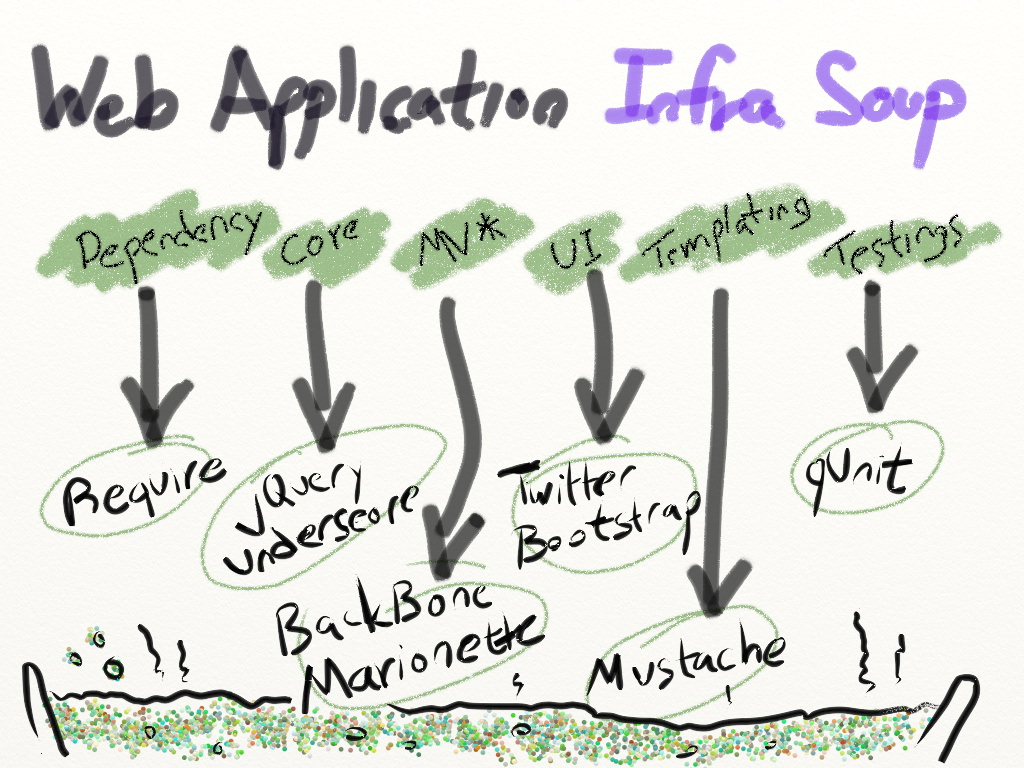 Web Application Infra Soup
Dependency
Core
MV*
UI
Templating
Testings
Require
JQuery
Underscore
Twitter
Bootstrap
qUnit
BackBone
Marionette
Mustache